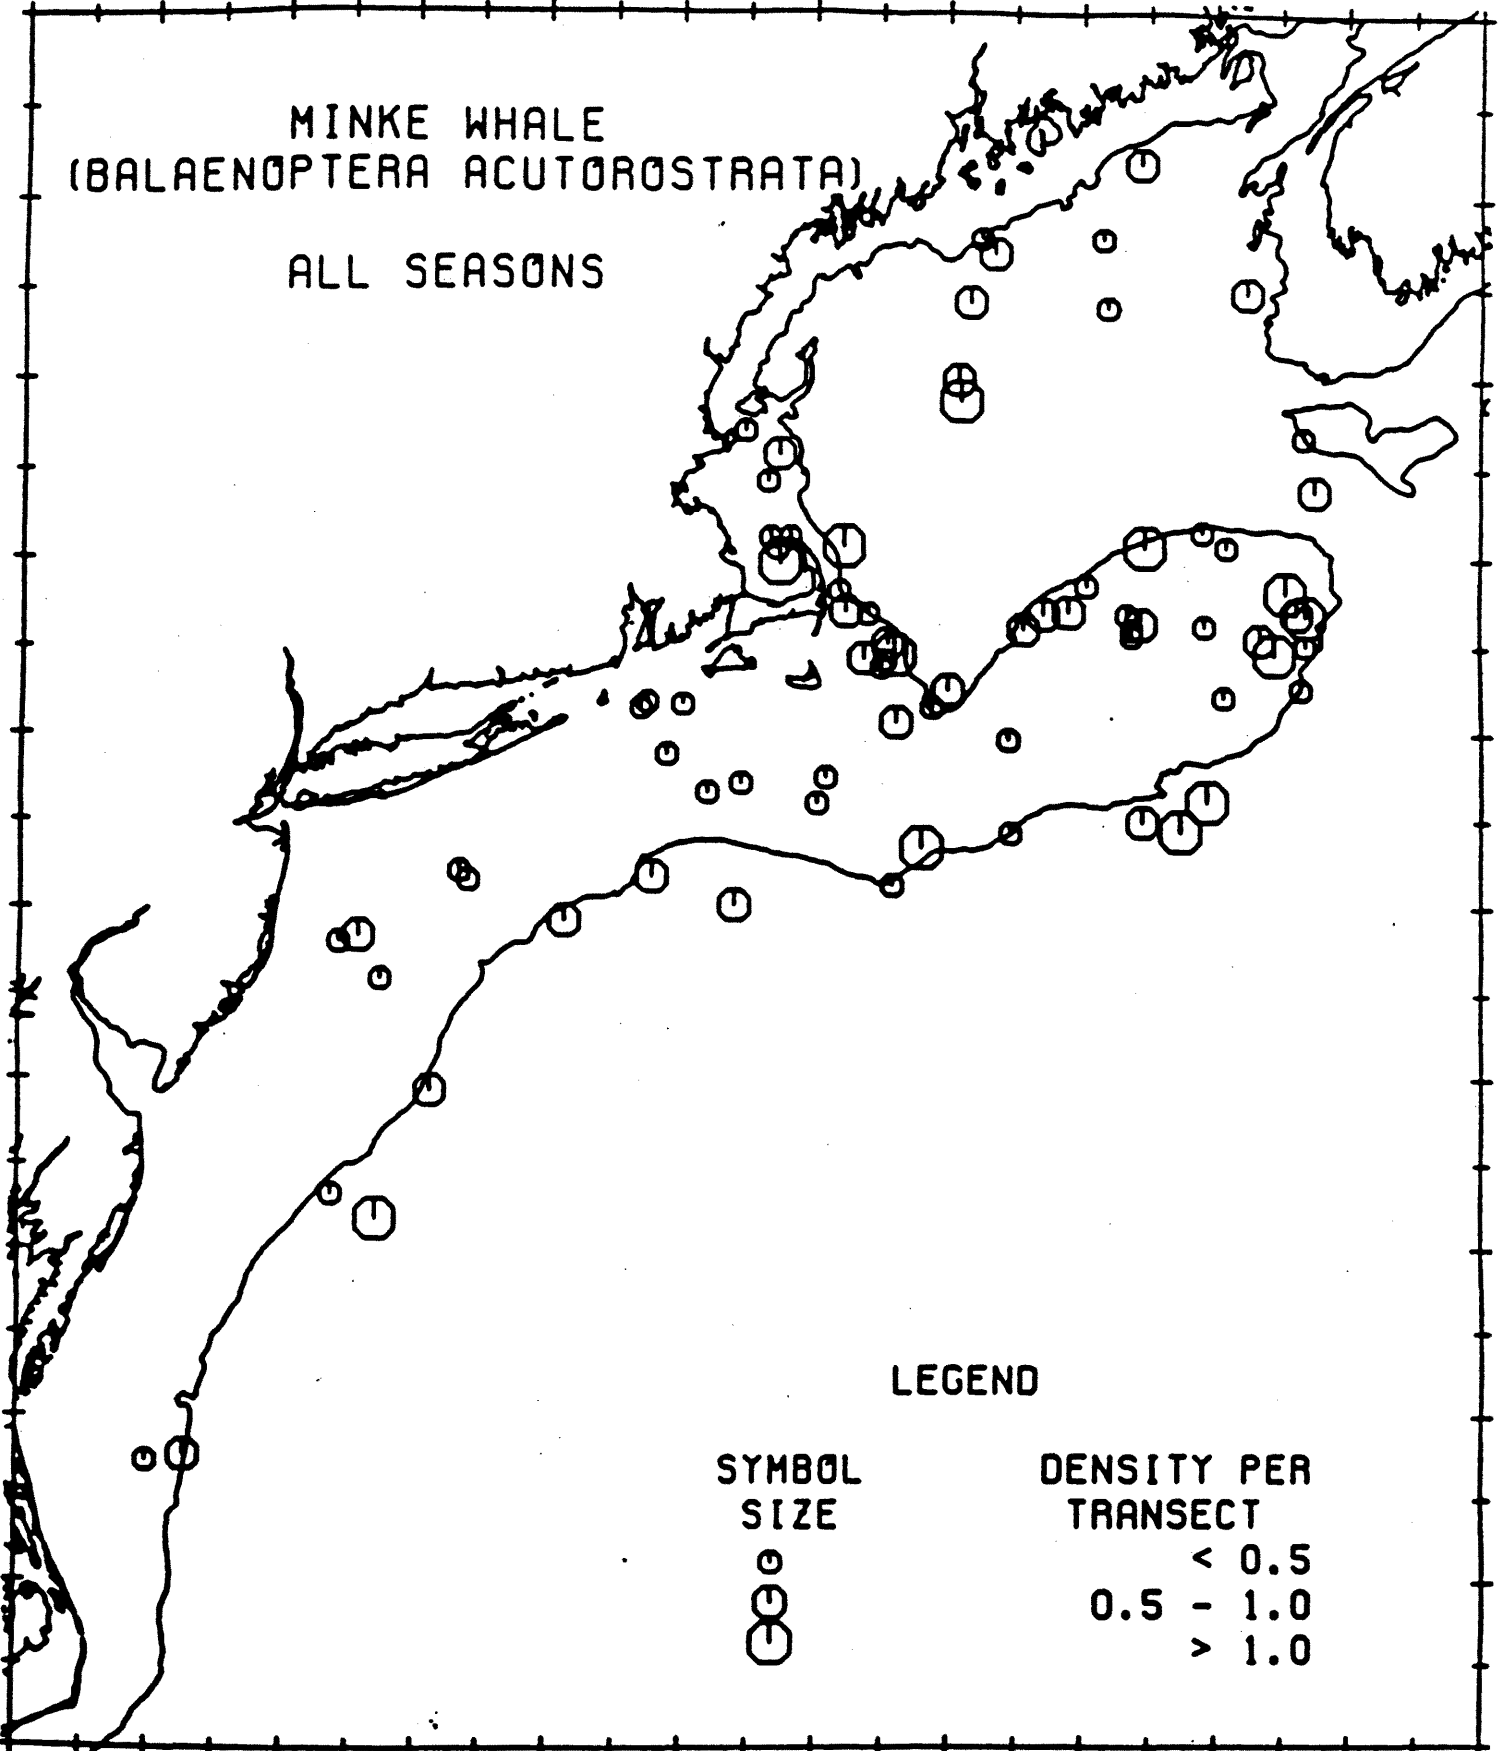 MINKE WHALE
(BALAENOPTERA ACUTOROSTRATA)
ALL SEASONS
LEGEND
SYMBOL SIZE
DENSITY PER TRANSECT
< 0.5
0.5 - 1.0
> 1.0